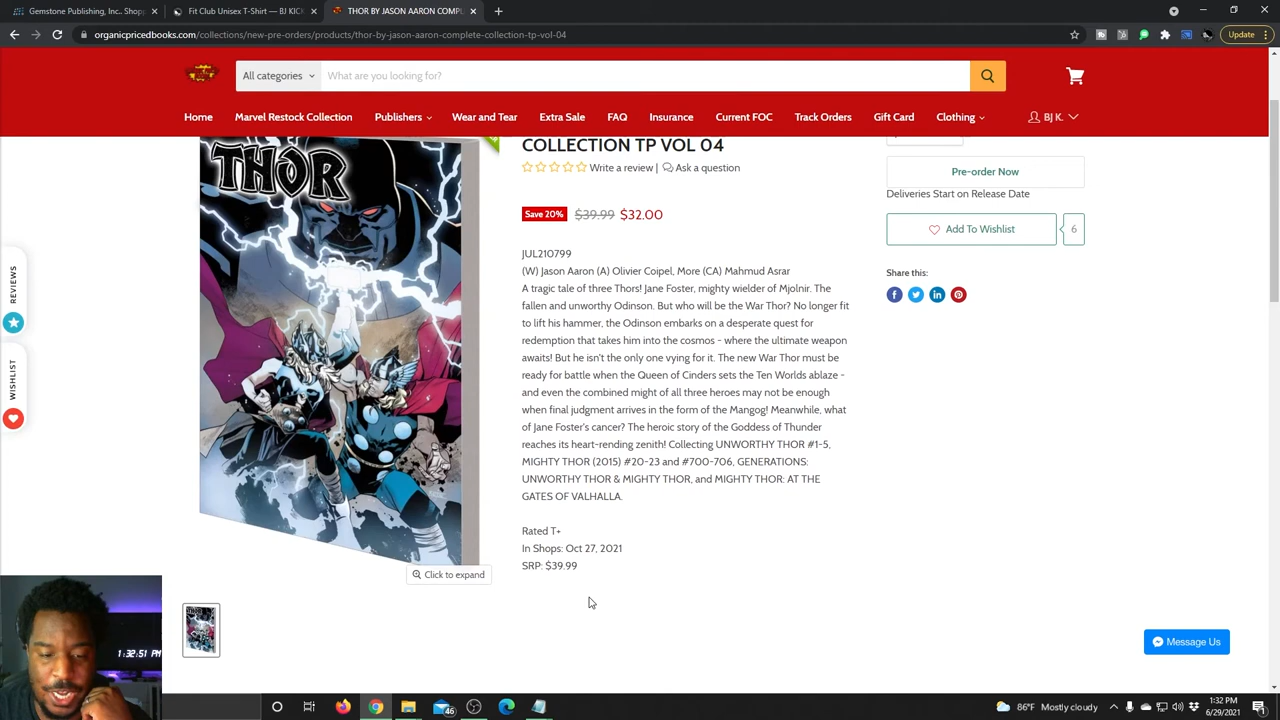 Gemstone Publishing, Inc., Shop
Fit Club Unisex T-Shirt — BJ KICK
THOR BY JASON AARON COMPL
organicpricedbooks.com/collections/new-pre-orders/products/thor-by-jason-aaron-complete-collection-tp-vol-04
Update
All categories
What are you looking for?
Home
Marvel Restock Collection
Publishers
Wear and Tear
Extra Sale
FAQ
Insurance
Current FOC
Track Orders
Gift Card
Clothing
BJ K.
THOR
COLLECTION TP VOL 04
Write a review |
Ask a question
Save 20%
$39.99
$32.00
JUL210799
(W) Jason Aaron (A) Olivier Coipel, More (CA) Mahmud Asrar
A tragic tale of three Thors! Jane Foster, mighty wielder of Mjolnir. The
fallen and unworthy Odinson. But who will be the War Thor? No longer fit
to lift his hammer, the Odinson embarks on a desperate quest for
redemption that takes him into the cosmos - where the ultimate weapon
awaits! But he isn't the only one vying for it. The new War Thor must be
ready for battle when the Queen of Cinders sets the Ten Worlds ablaze -
and even the combined might of all three heroes may not be enough
when final judgment arrives in the form of the Mangog! Meanwhile, what
of Jane Foster's cancer? The heroic story of the Goddess of Thunder
reaches its heart-rending zenith! Collecting UNWORTHY THOR #1-5,
MIGHTY THOR (2015) #20-23 and #700-706, GENERATIONS:
UNWORTHY THOR & MIGHTY THOR, and MIGHTY THOR: AT THE
GATES OF VALHALLA.
Rated T+
In Shops: Oct 27, 2021
SRP: $39.99
Pre-order Now
Deliveries Start on Release Date
Add To Wishlist
6
Share this:
REVIEWS
WISHLIST
Click to expand
THOR
1:32:51 PM
Message Us
46
86°F Mostly cloudy
1:32 PM
6/29/2021